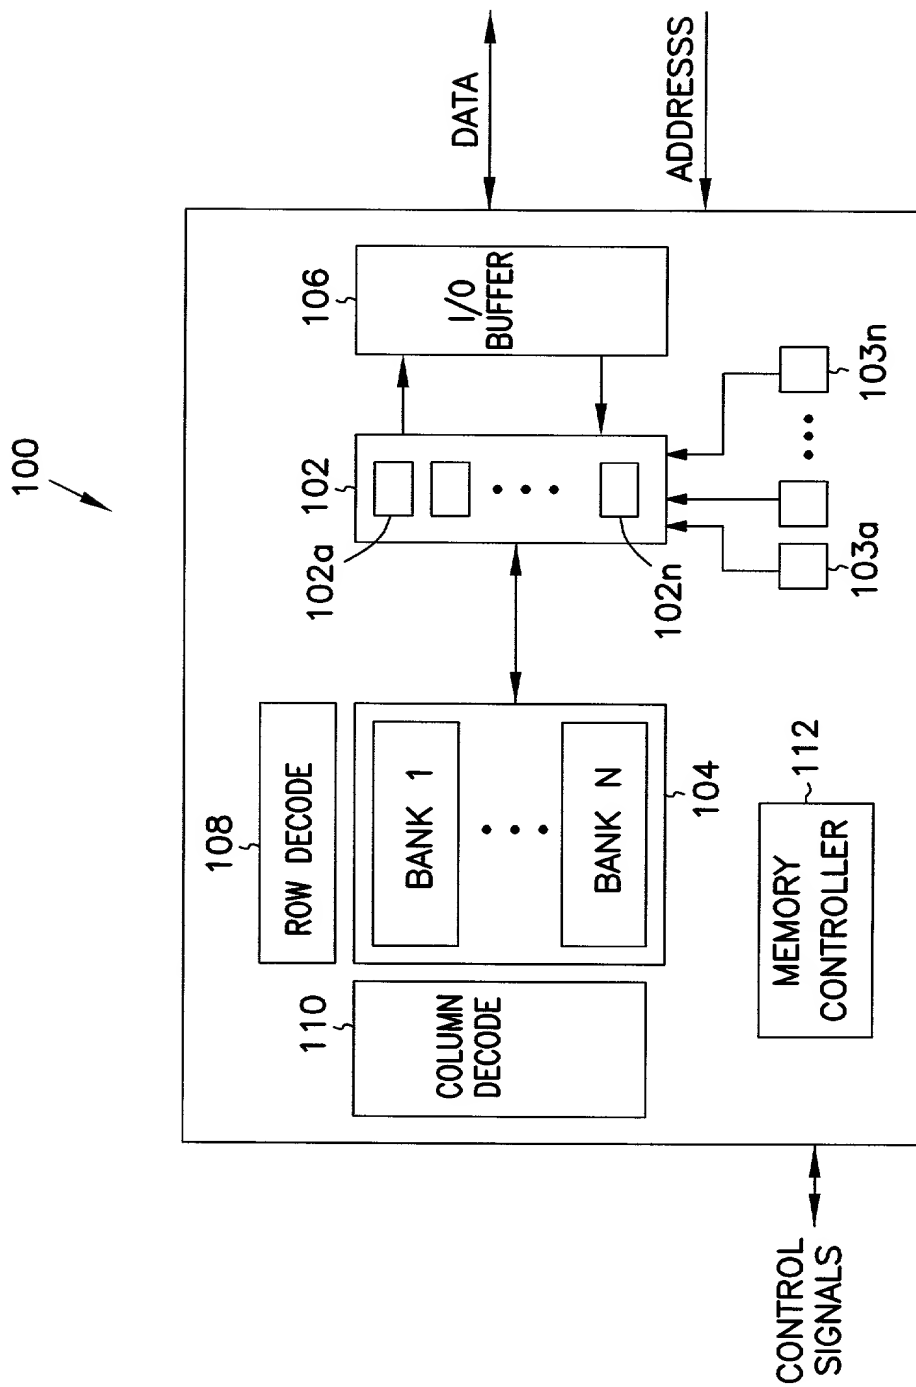 100
108
ROW DECODE
110
COLUMN
DECODE
BANK 1
BANK N
104
102
102a
102n
106
I/O
BUFFER
DATA
ADDRESSS
103a
103n
112
MEMORY
CONTROLLER
CONTROL
SIGNALS